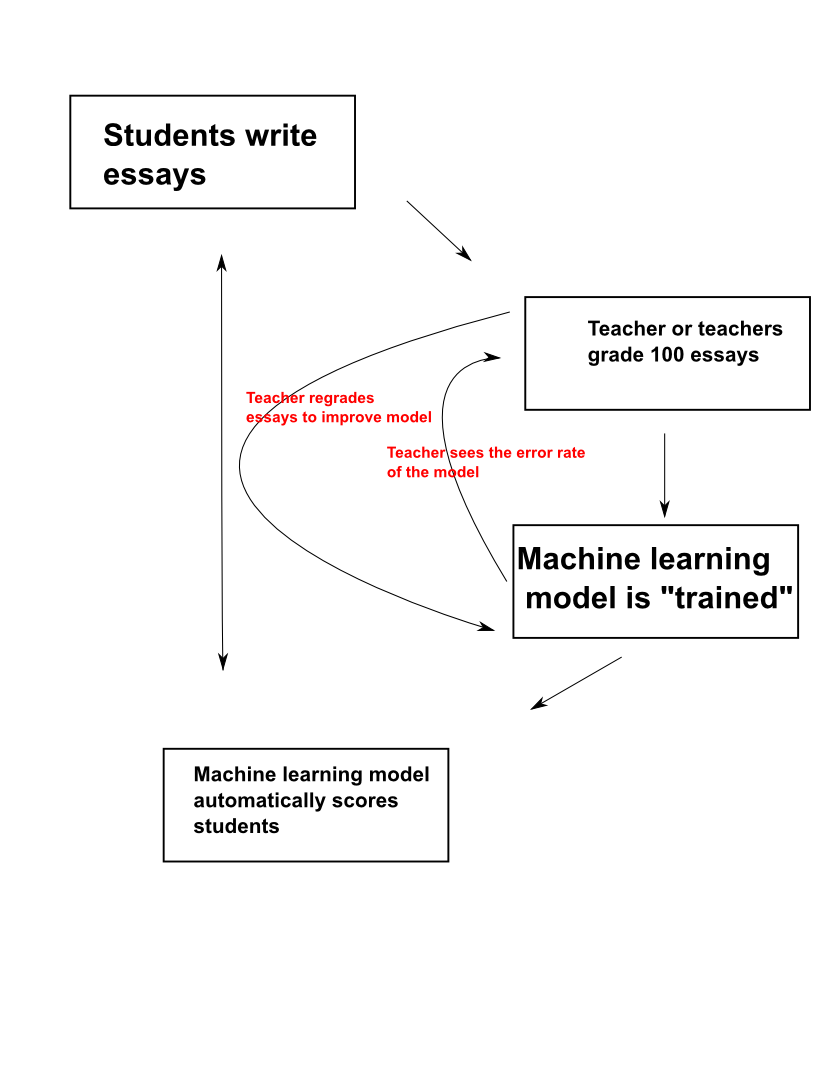 Students write
essays
Teacher or teachers
grade 100 essays
Teacher regrades
essays to improve model
Teacher sees the error rate
of the model
Machine learning
model is "trained"
Machine learning model
automatically scores
students